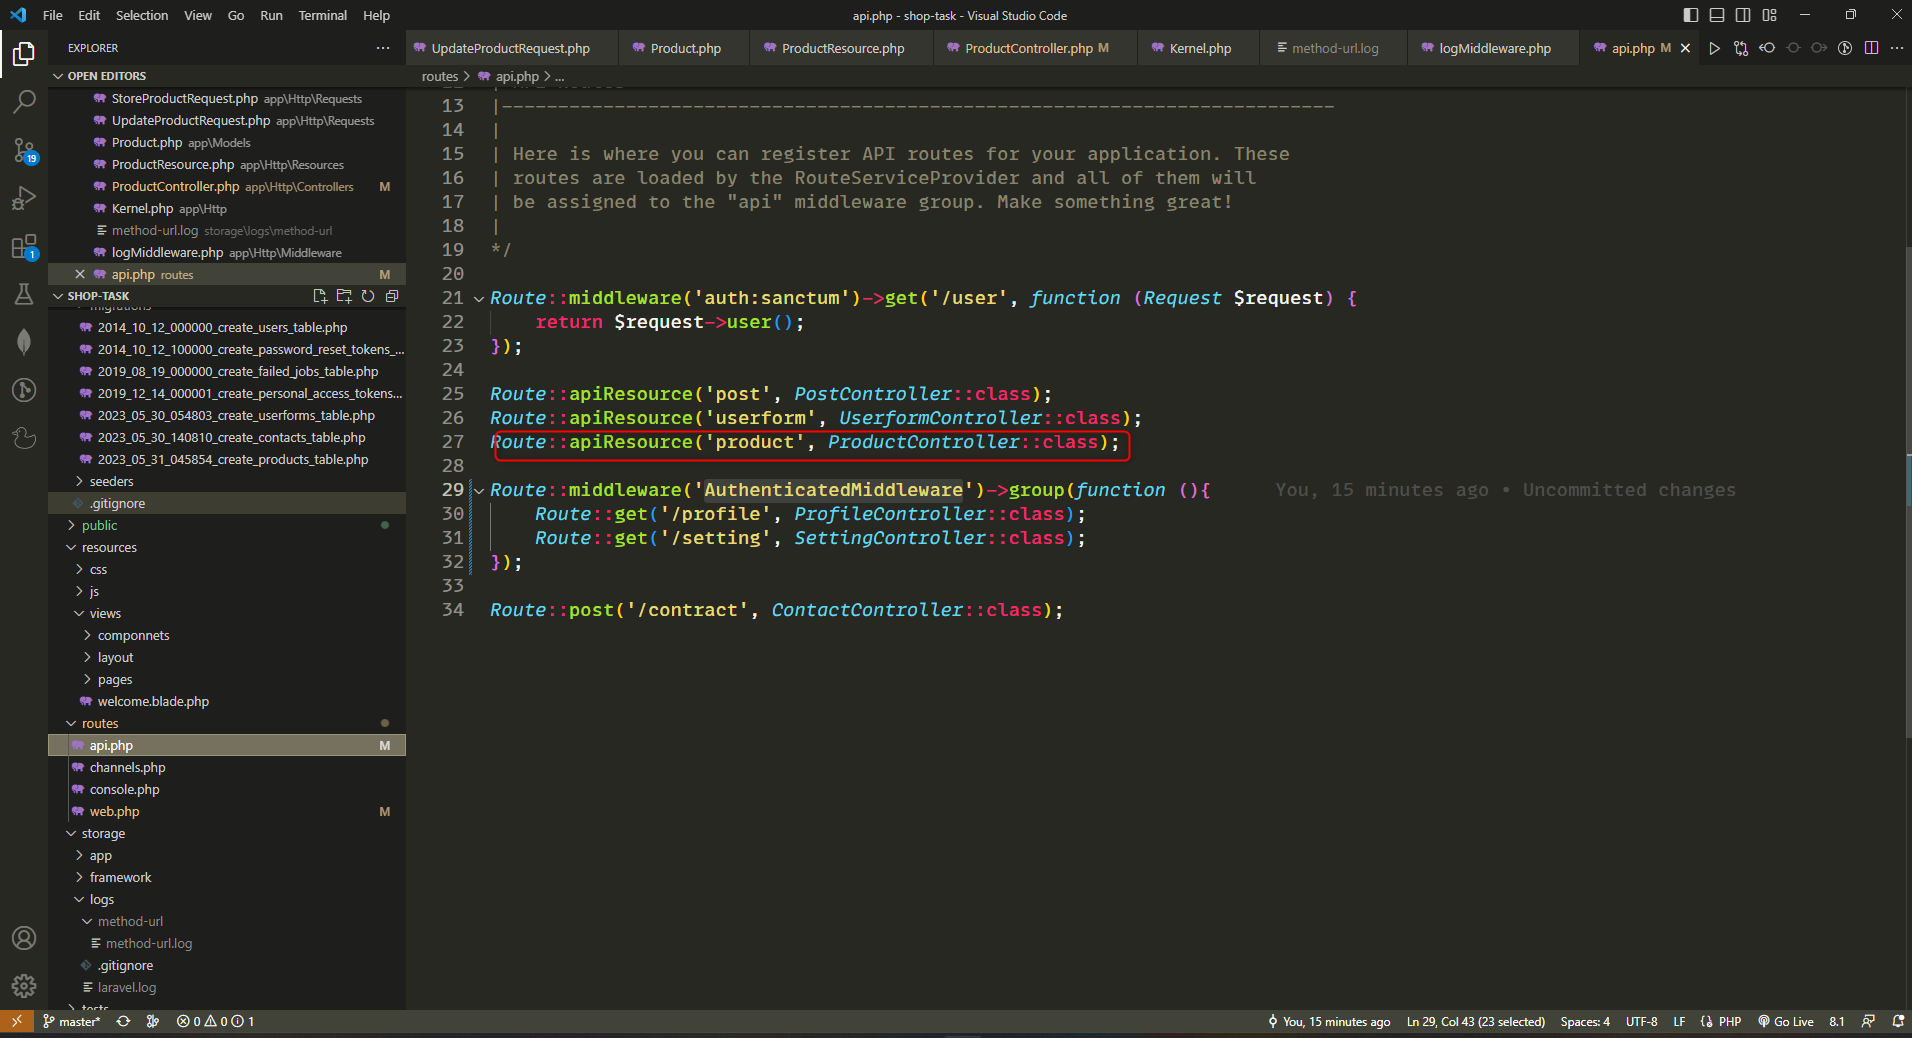 File Edit Selection View Go Run Terminal Help
api.php - shop-task - Visual Studio Code
EXPLORER
UpdateProductRequest.php
Product.php
ProductResource.php
ProductController.php M
Kernel.php
method-url.log
logMiddleware.php
api.php M
OPEN EDITORS
StoreProductRequest.php app\Http\Requests
UpdateProductRequest.php app\Http\Requests
Product.php app\Models
ProductResource.php app\Http\Resources
ProductController.php app\Http\Controllers M
Kernel.php app\Http
method-url.log storage\logs\method-url
logMiddleware.php app\Http\Middleware
api.php routes M
SHOP-TASK
migrations
2014_10_12_000000_create_users_table.php
2014_10_12_100000_create_password_reset_tokens_...
2019_08_19_000000_create_failed_jobs_table.php
2019_12_14_000001_create_personal_access_tokens...
2023_05_30_054803_create_userforms_table.php
2023_05_30_140810_create_contacts_table.php
2023_05_31_045854_create_products_table.php
seeders
.gitignore
public
resources
css
js
views
componnets
layout
pages
welcome.blade.php
routes
api.php M
channels.php
console.php
web.php M
storage
app
framework
logs
method-url
method-url.log
.gitignore
laravel.log
tests
19
1
routes > api.php > ...
12 | API Routes
13 |--------------------------------------------------------------------------
14 |
15 | Here is where you can register API routes for your application. These
16 | routes are loaded by the RouteServiceProvider and all of them will
17 | be assigned to the "api" middleware group. Make something great!
18 |
19 */
20
21 Route::middleware('auth:sanctum')->get('/user', function (Request $request) {
22     return $request->user();
23 });
24
25 Route::apiResource('post', PostController::class);
26 Route::apiResource('userform', UserformController::class);
27 Route::apiResource('product', ProductController::class);
28
29 Route::middleware('AuthenticatedMiddleware')->group(function (){ You, 15 minutes ago • Uncommitted changes
30     Route::get('/profile', ProfileController::class);
31     Route::get('/setting', SettingController::class);
32 });
33
34 Route::post('/contract', ContactController::class);
master* 0 0 1
You, 15 minutes ago Ln 29, Col 43 (23 selected) Spaces: 4 UTF-8 LF PHP Go Live 8.1